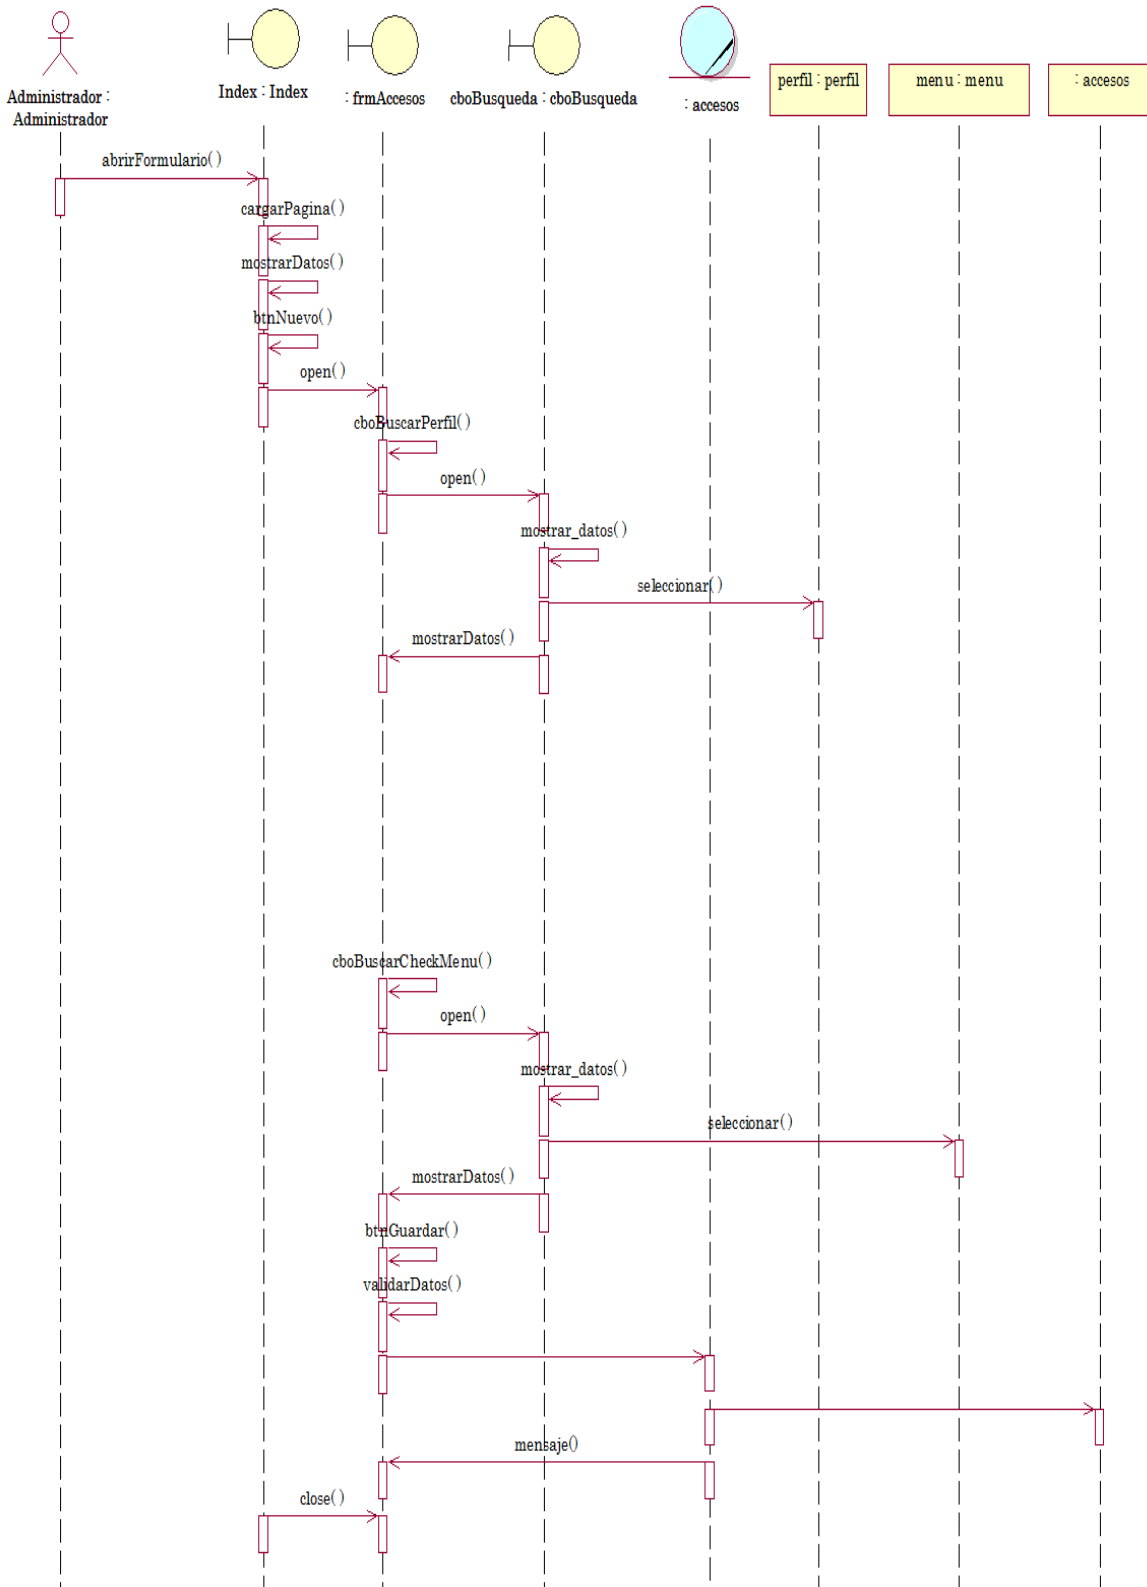 Administrador :
Administrador
Index : Index
: frmAccesos
cboBusqueda : cboBusqueda
: accesos
perfil : perfil
menu : menu
: accesos
abrirFormulario( )
cargarPagina( )
mostrarDatos( )
btnNuevo( )
open( )
cboBuscarPerfil( )
open( )
mostrar_datos( )
seleccionar( )
mostrarDatos( )
cboBuscarCheckMenu( )
open( )
mostrar_datos( )
seleccionar( )
mostrarDatos( )
btnGuardar( )
validarDatos( )
mensaje()
close( )